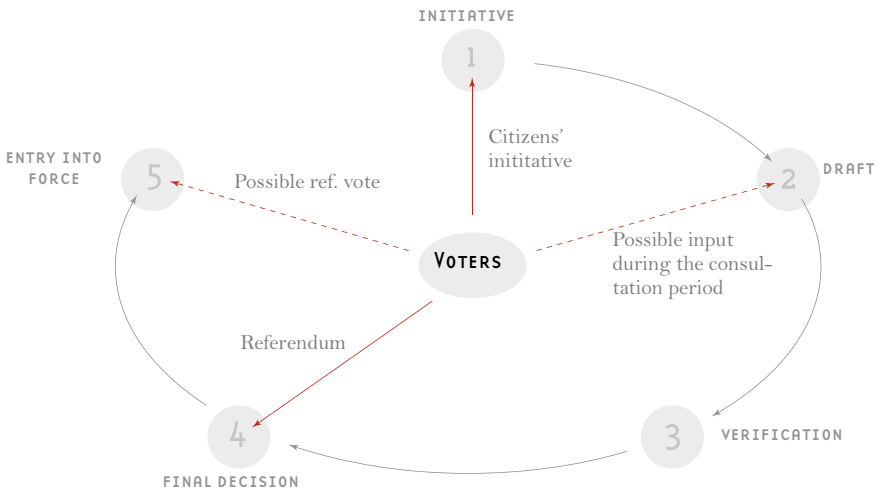 INITIATIVE
1
Citizens'
inititative
ENTRY INTO
FORCE
5
Possible ref. vote
2
DRAFT
VOTERS
Possible input
during the consul-
tation period
Referendum
4
FINAL DECISION
3
VERIFICATION